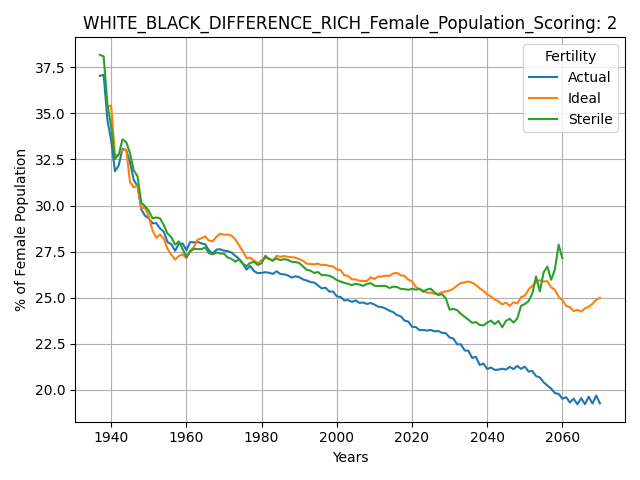 WHITE_BLACK_DIFFERENCE_RICH_Female_Population_Scoring: 2
Fertility
Actual
Ideal
Sterile
% of Female Population
37.5
35.0
32.5
30.0
27.5
25.0
22.5
20.0
1940 1960 1980 2000 2020 2040 2060
Years